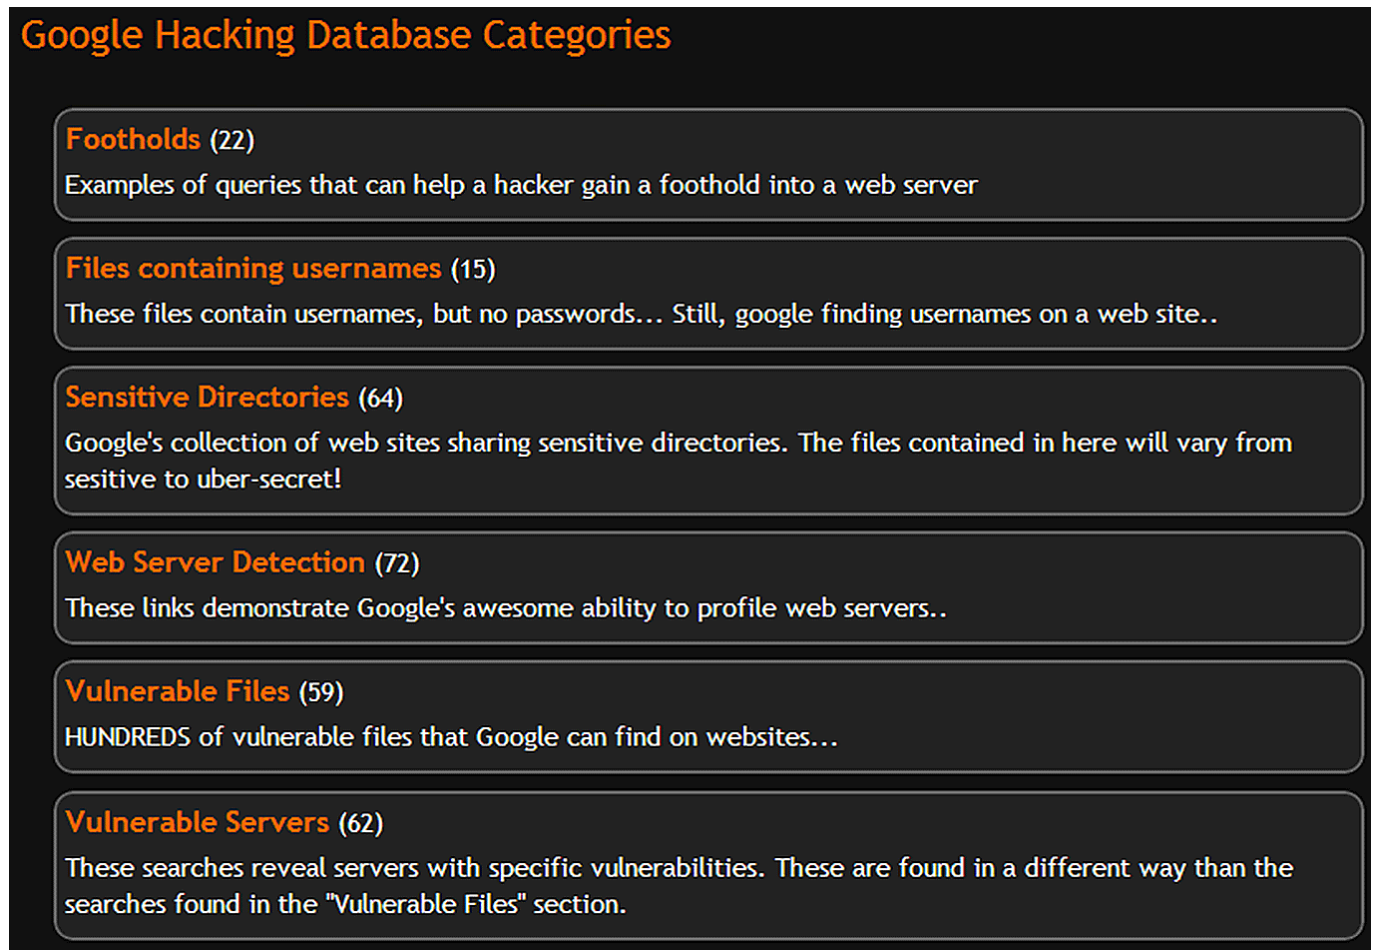 Google Hacking Database Categories
Footholds (22)
Examples of queries that can help a hacker gain a foothold into a web server
Files containing usernames (15)
These files contain usernames, but no passwords... Still, google finding usernames on a web site..
Sensitive Directories (64)
Google's collection of web sites sharing sensitive directories. The files contained in here will vary from
sesitive to uber-secret!
Web Server Detection (72)
These links demonstrate Google's awesome ability to profile web servers..
Vulnerable Files (59)
HUNDREDS of vulnerable files that Google can find on websites...
Vulnerable Servers (62)
These searches reveal servers with specific vulnerabilities. These are found in a different way than the
searches found in the "Vulnerable Files" section.